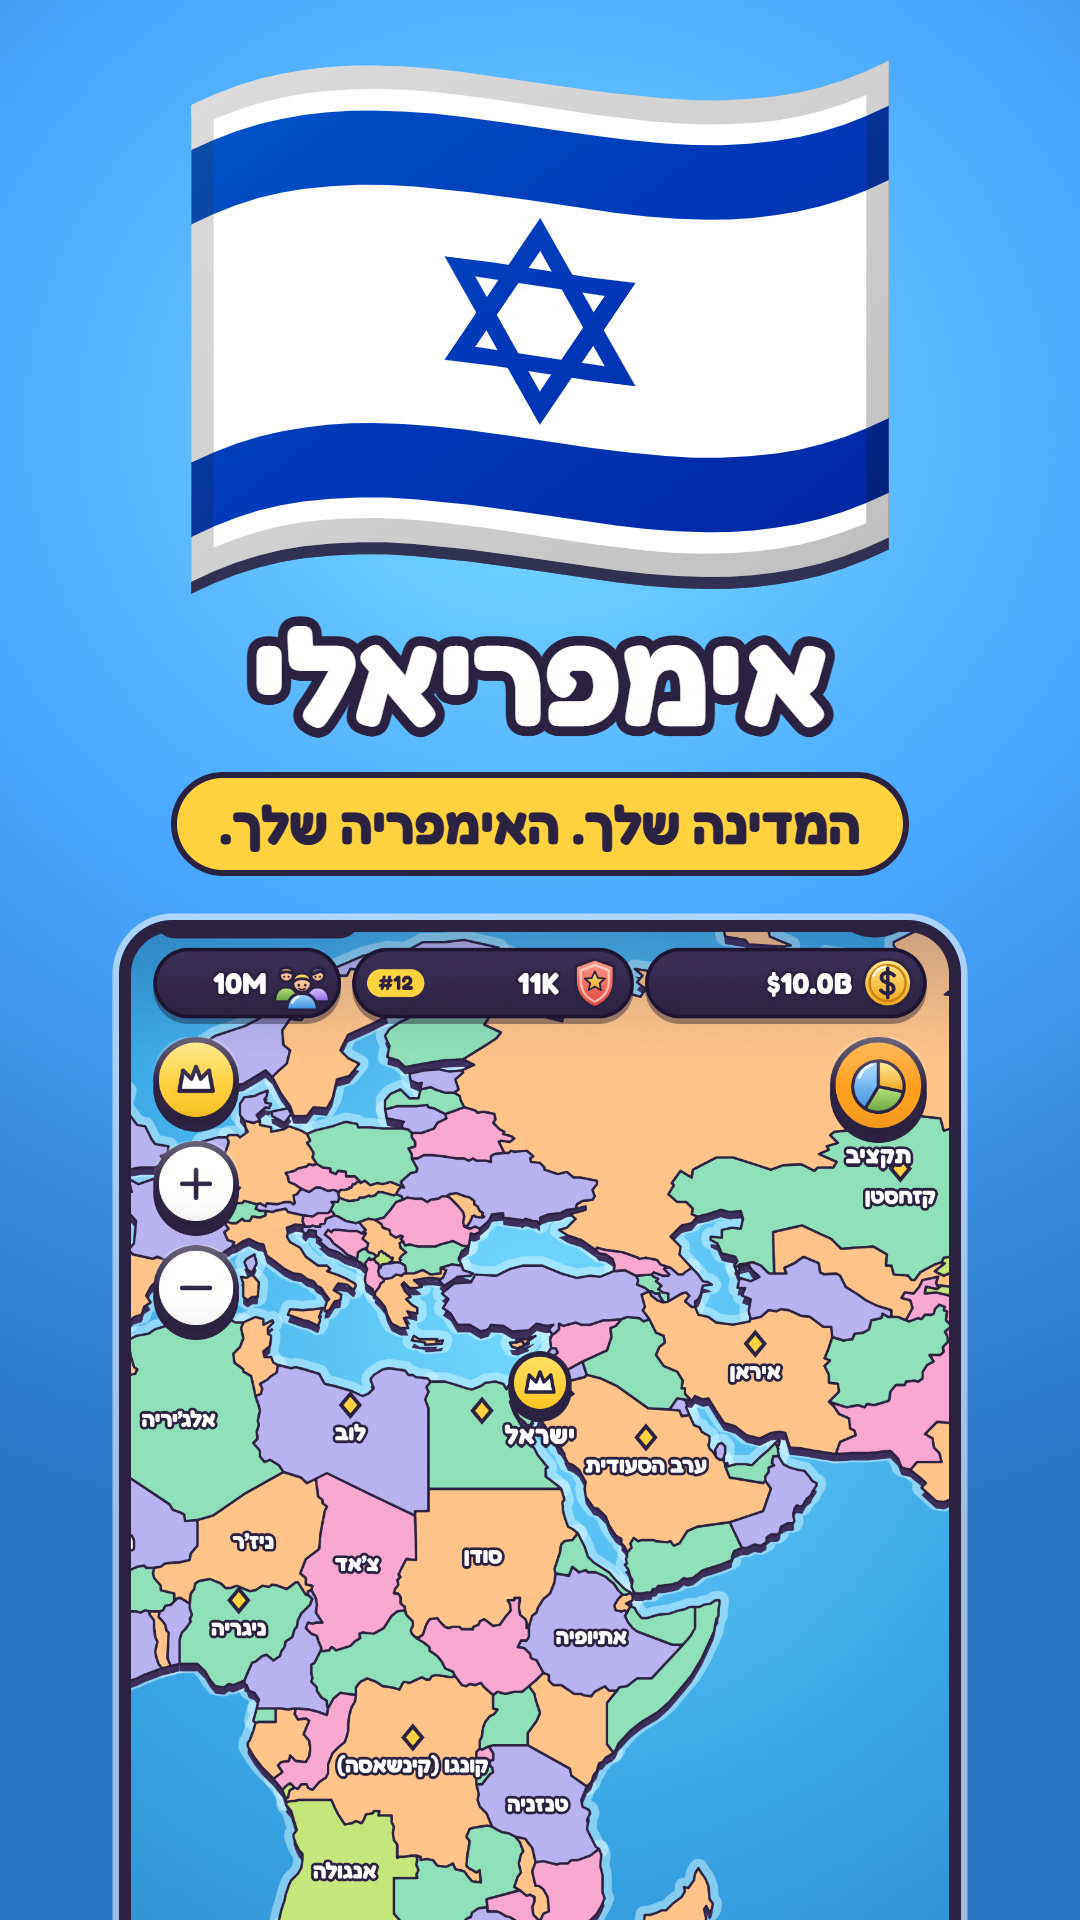 אימפריאלי
המדינה שלך. האימפריה שלך.
$10.0B
11K
#12
10M
תקציב
קזחסטן
איראן
ישראל
לוב
אלג׳יריה
ערב הסעודית
ניז׳ר
צ׳אד
סודן
ניגריה
אתיופיה
קונגו (קינשאסה)
טנזניה
אנגולה